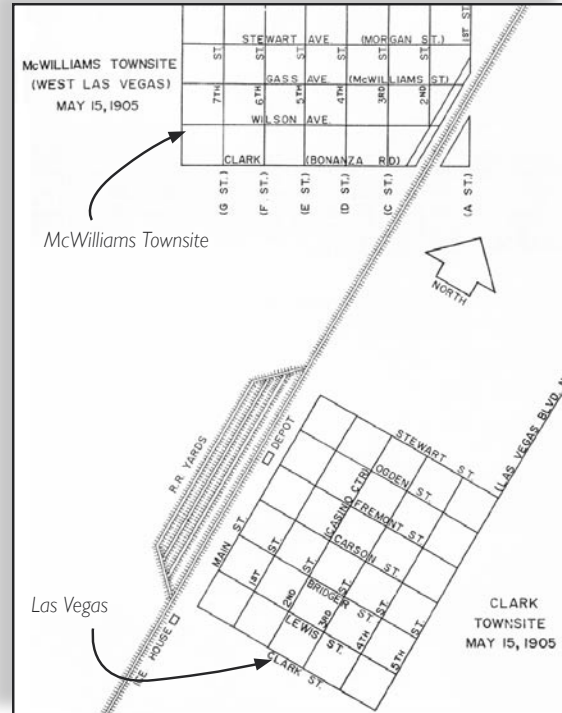 STEWART AVE. (MORGAN ST.)
1ST ST.
McWILLIAMS TOWNSITE
(WEST LAS VEGAS)
MAY 15, 1905
GASS AVE. (McWILLIAMS ST.)
7TH ST.
6TH ST.
5TH ST.
4TH ST.
3RD ST.
2ND ST.
WILSON AVE.
CLARK (BONANZA RD)
(G ST.)
(F ST.)
(E ST.)
(D ST.)
(C ST.)
(A ST.)
McWilliams Townsite
NORTH
R.R. YARDS
DEPOT
STEWART ST.
(LAS VEGAS BLVD
OGDEN ST.
(CASINO CTR)
FREMONT ST.
CARSON ST.
MAIN ST.
1ST ST.
2ND ST.
BRIDGER ST.
3RD ST.
4TH ST.
5TH ST.
LEWIS ST.
CLARK ST.
Las Vegas
HOUSE
CLARK
TOWNSITE
MAY 15, 1905